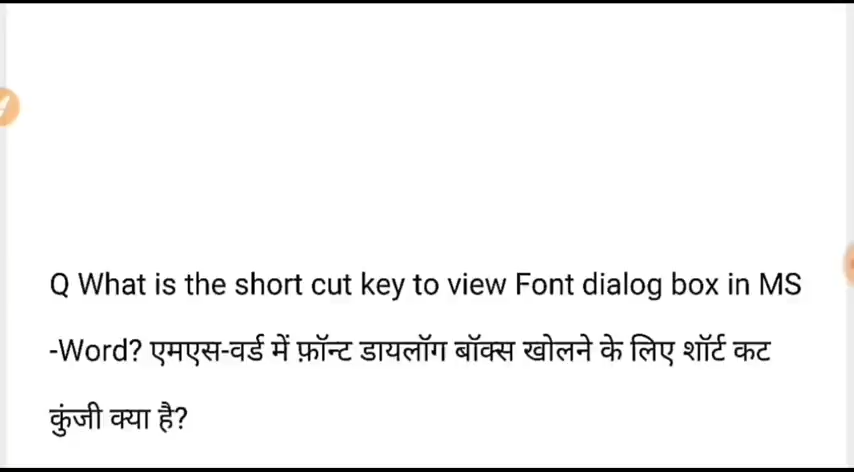 Q What is the short cut key to view Font dialog box in MS
-Word? एमएस-वर्ड में फ़ॉन्ट डायलॉग बॉक्स खोलने के लिए शॉर्ट कट
कुंजी क्या है?